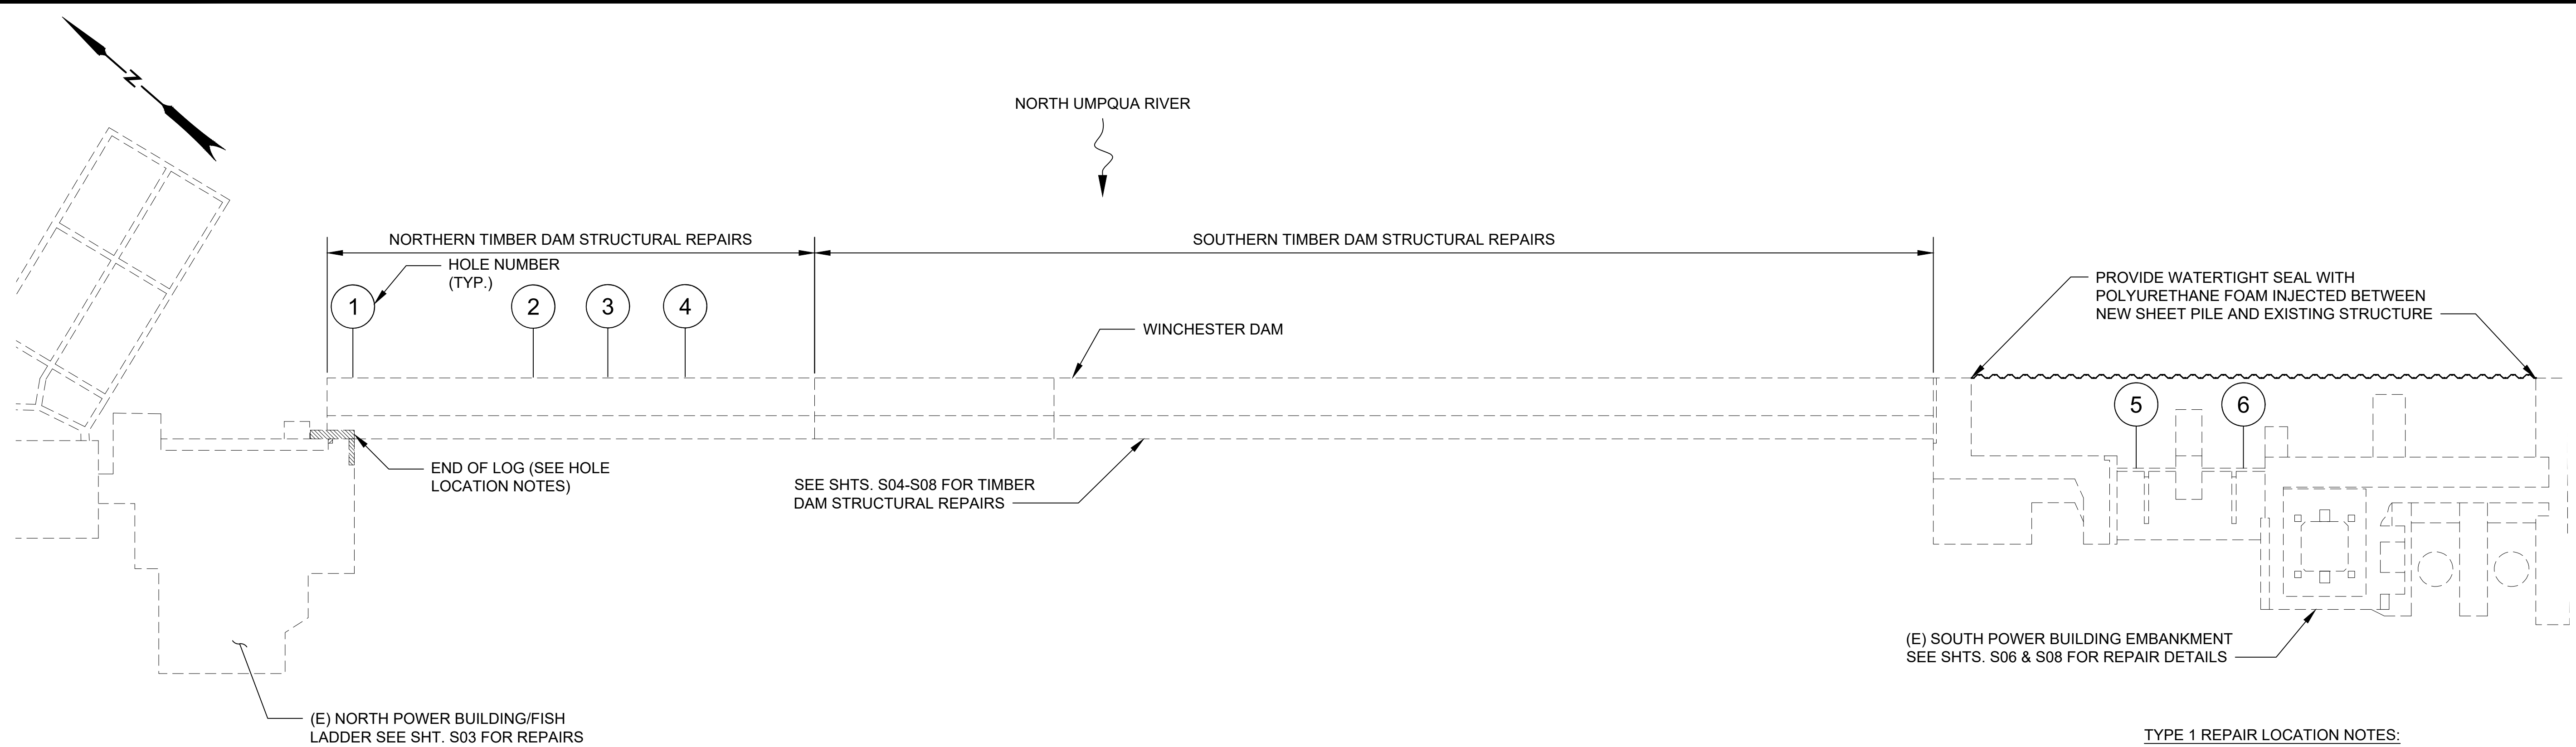 N
NORTH UMPQUA RIVER
NORTHERN TIMBER DAM STRUCTURAL REPAIRS
SOUTHERN TIMBER DAM STRUCTURAL REPAIRS
HOLE NUMBER
(TYP.)
1
2
3
4
WINCHESTER DAM
PROVIDE WATERTIGHT SEAL WITH
POLYURETHANE FOAM INJECTED BETWEEN
NEW SHEET PILE AND EXISTING STRUCTURE
5
6
END OF LOG (SEE HOLE
LOCATION NOTES)
SEE SHTS. S04-S08 FOR TIMBER
DAM STRUCTURAL REPAIRS
(E) SOUTH POWER BUILDING EMBANKMENT
SEE SHTS. S06 & S08 FOR REPAIR DETAILS
(E) NORTH POWER BUILDING/FISH
LADDER SEE SHT. S03 FOR REPAIRS
TYPE 1 REPAIR LOCATION NOTES: